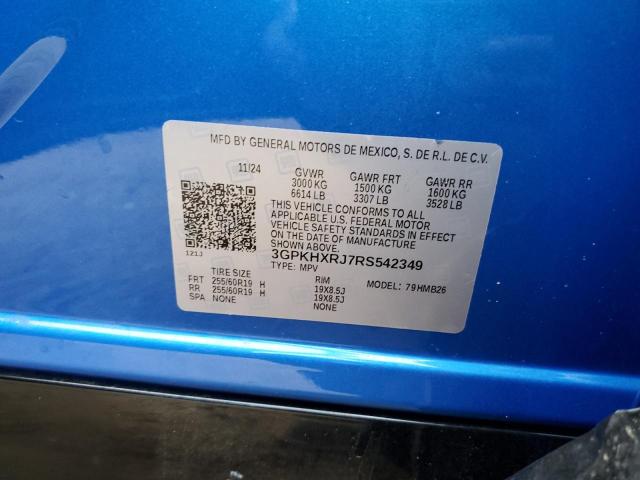 MFD BY GENERAL MOTORS DE MEXICO, S. DE R.L. DE C.V.
11/24 GVWR GAWR FRT GAWR RR
3000 KG 1500 KG 1600 KG
6614 LB 3307 LB 3528 LB
THIS VEHICLE CONFORMS TO ALL
APPLICABLE U.S. FEDERAL MOTOR
VEHICLE SAFETY STANDARDS IN
EFFECT ON THE DATE OF MANUFACTURE
SHOWN ABOVE.
121J 3GPKHXRJ7RS542349
TYPE: MPV
TIRE SIZE RIM MODEL: 79HMB26
FRT 255/60R19 H 19X8.5J
RR 255/60R19 H 19X8.5J
SPA: NONE NONE